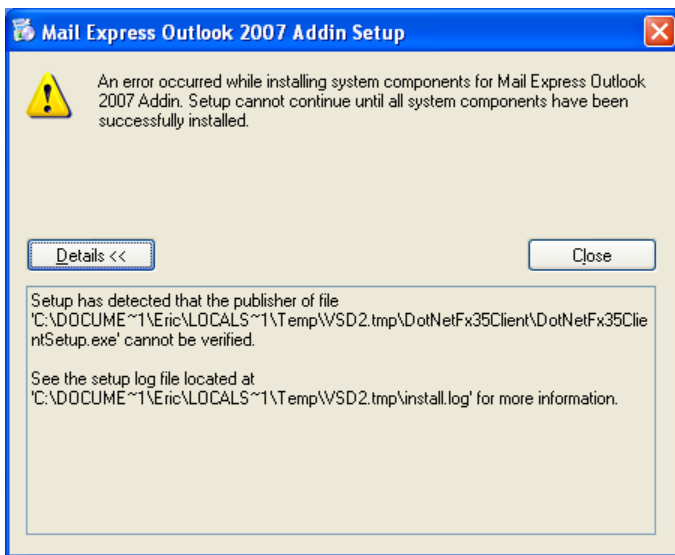 Mail Express Outlook 2007 Addin Setup
An error occurred while installing system components for Mail Express Outlook
2007 Addin. Setup cannot continue until all system components have been
successfully installed.
Details <<
Close
Setup has detected that the publisher of file
'C:\DOCUME~1\Eric\LOCALS~1\Temp\VSD2.tmp\DotNetFx35Client\DotNetFx35Clie
ntSetup.exe' cannot be verified.
See the setup log file located at
'C:\DOCUME~1\Eric\LOCALS~1\Temp\VSD2.tmp\install.log' for more information.